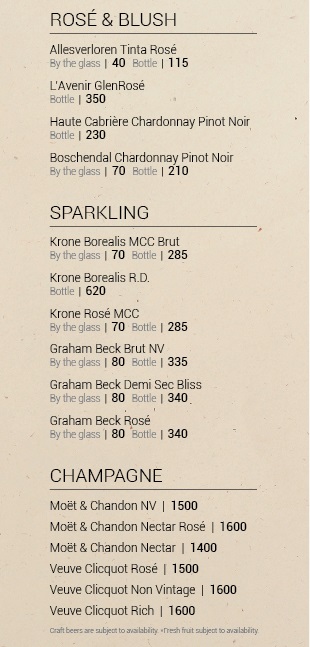 ROSÉ & BLUSH
Allesverloren Tinta Rosé
By the glass | 40 Bottle | 115
L'Avenir GlenRosé
Bottle | 350
Haute Cabrière Chardonnay Pinot Noir
Bottle | 230
Boschendal Chardonnay Pinot Noir
By the glass | 70 Bottle | 210
SPARKLING
Krone Borealis MCC Brut
By the glass | 70 Bottle | 285
Krone Borealis R.D.
Bottle | 620
Krone Rosé MCC
By the glass | 70 Bottle | 285
Graham Beck Brut NV
By the glass | 80 Bottle | 335
Graham Beck Demi Sec Bliss
By the glass | 80 Bottle | 340
Graham Beck Rosé
By the glass | 80 Bottle | 340
CHAMPAGNE
Moët & Chandon NV | 1500
Moët & Chandon Nectar Rosé | 1600
Moët & Chandon Nectar | 1400
Veuve Clicquot Rosé | 1500
Veuve Clicquot Non Vintage | 1600
Veuve Clicquot Rich | 1600
Craft beers are subject to availability. *Fresh fruit subject to availability.